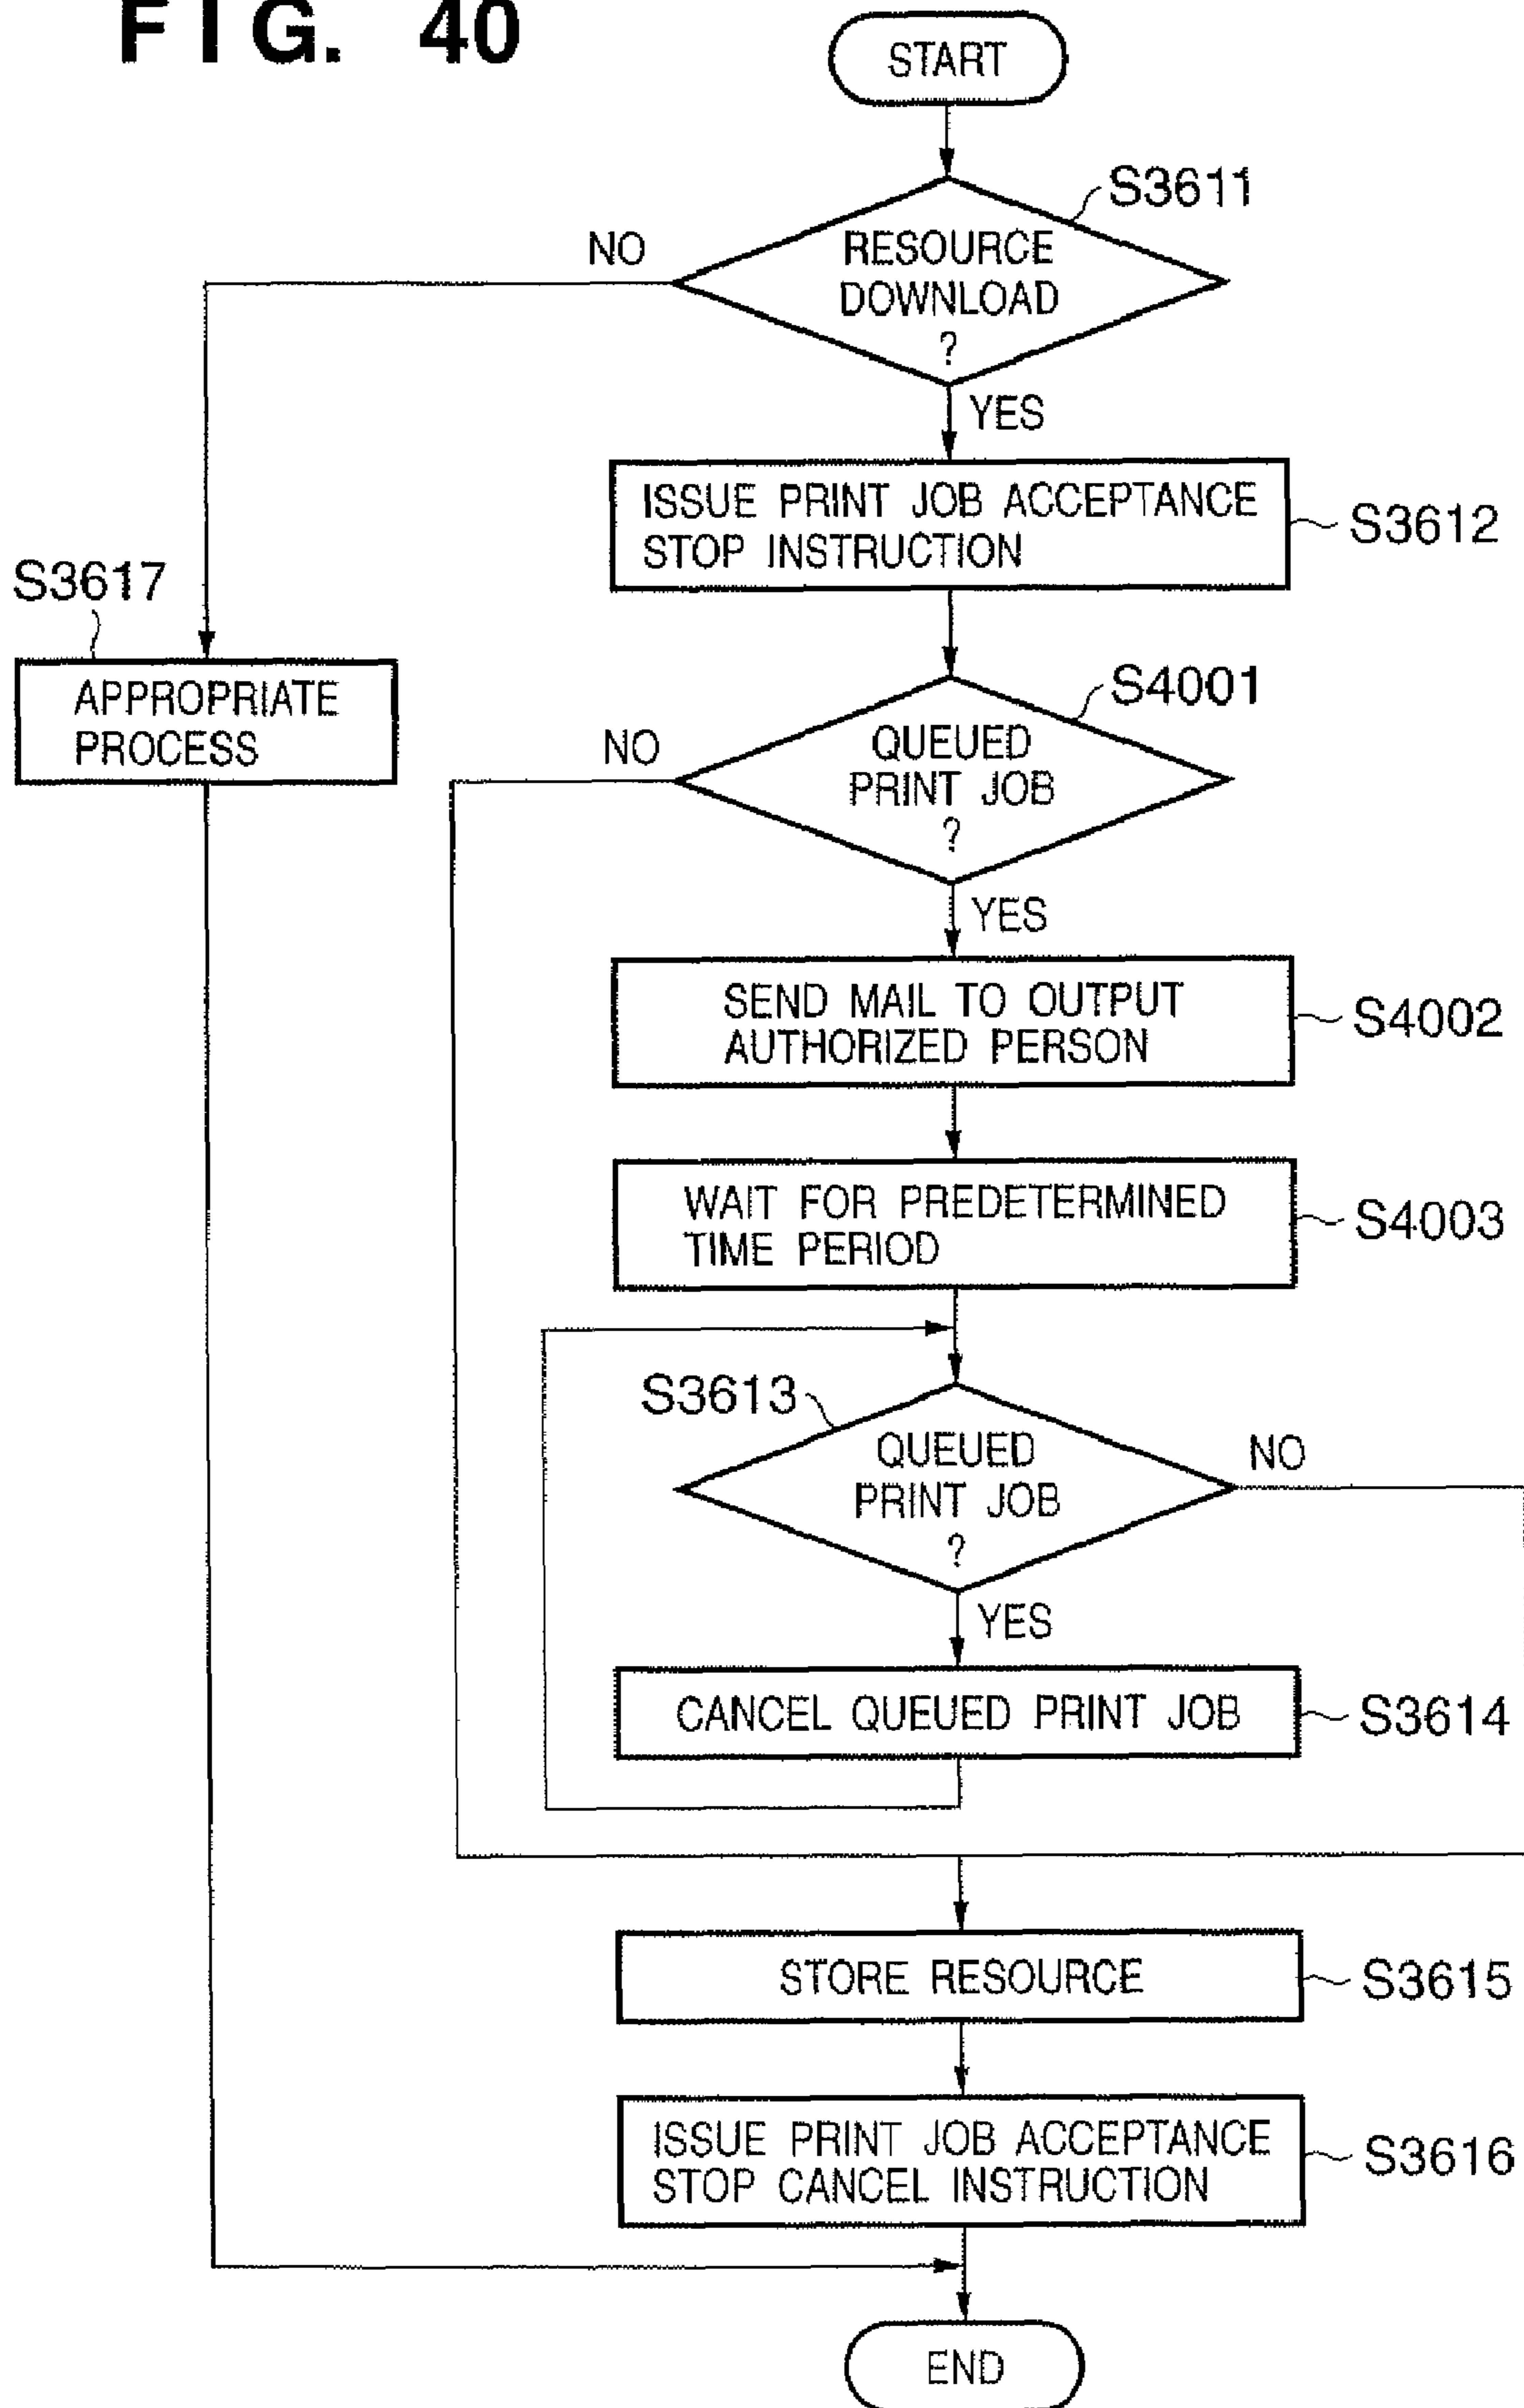 FIG. 40
START
S3611
NO
RESOURCE
DOWNLOAD
?
YES
ISSUE PRINT JOB ACCEPTANCE
STOP INSTRUCTION
S3612
S3617
APPROPRIATE
PROCESS
S4001
NO
QUEUED
PRINT JOB
?
YES
SEND MAIL TO OUTPUT
AUTHORIZED PERSON
S4002
WAIT FOR PREDETERMINED
TIME PERIOD
S4003
S3613
QUEUED
PRINT JOB
?
NO
YES
CANCEL QUEUED PRINT JOB
S3614
STORE RESOURCE
S3615
ISSUE PRINT JOB ACCEPTANCE
STOP CANCEL INSTRUCTION
S3616
END